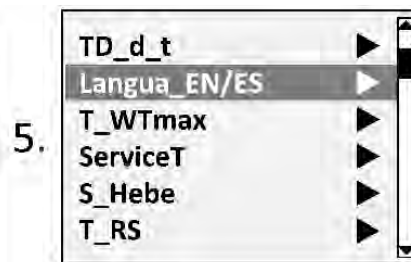 5.
TD_d_t
Langua_EN/ES
T_WTmax
ServiceT
S_Hebe
T_RS